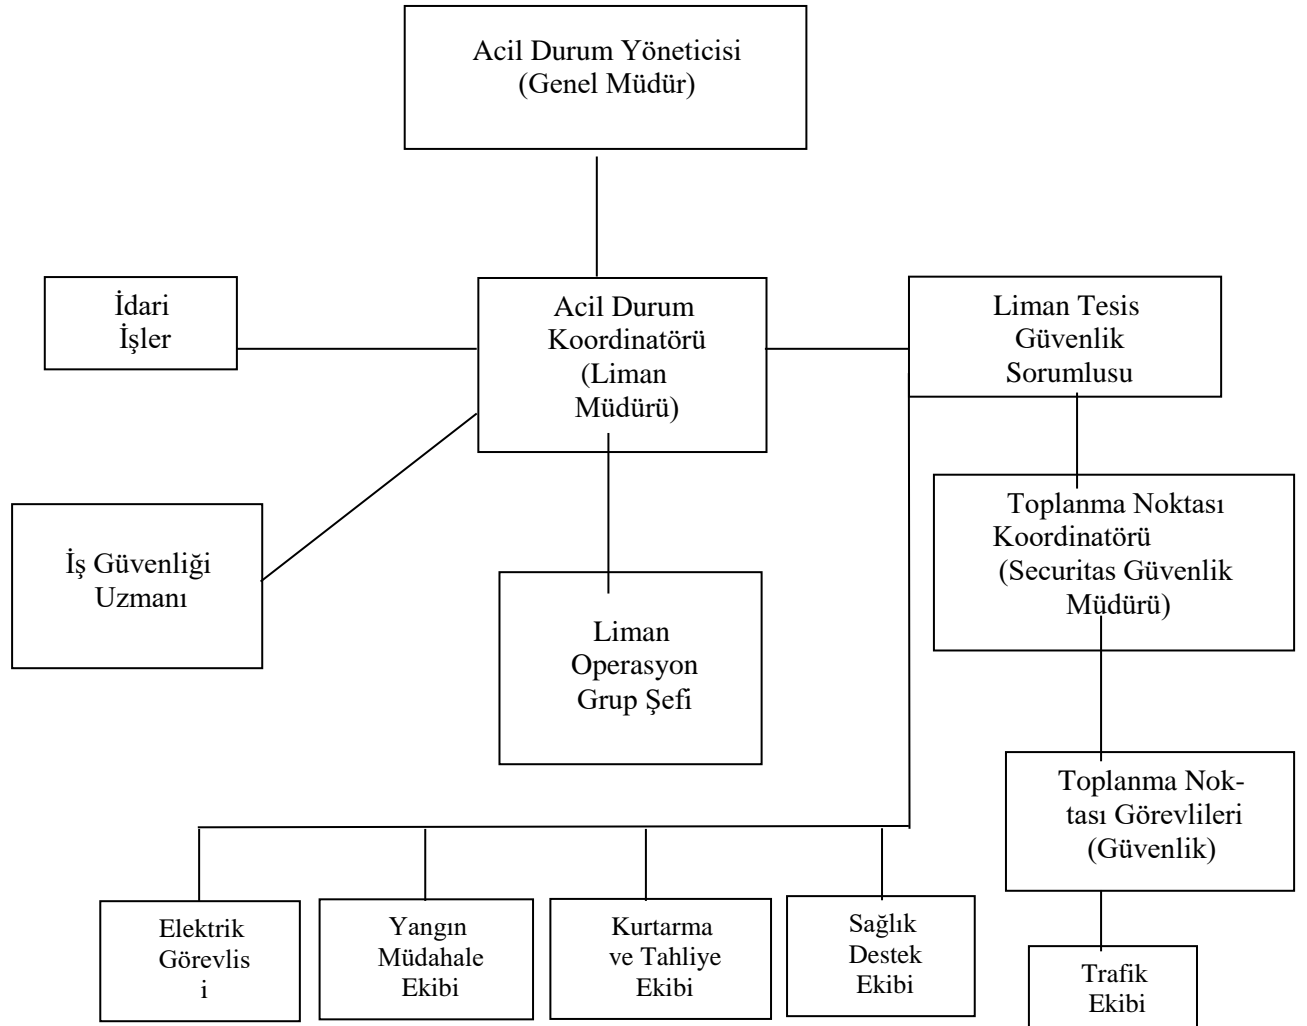 Acil Durum Yöneticisi
(Genel Müdür)
İdari
İşler
Acil Durum
Koordinatörü
(Liman
Müdürü)
Liman Tesis
Güvenlik
Sorumlusu
İş Güvenliği
Uzmanı
Liman
Operasyon
Grup Şefi
Toplanma Noktası
Koordinatörü
(Securitas Güvenlik
Müdürü)
Toplanma Nok-
tası Görevlileri
(Güvenlik)
Elektrik
Görevlis
i
Yangın
Müdahale
Ekibi
Kurtarma
ve Tahliye
Ekibi
Sağlık
Destek
Ekibi
Trafik
Ekibi